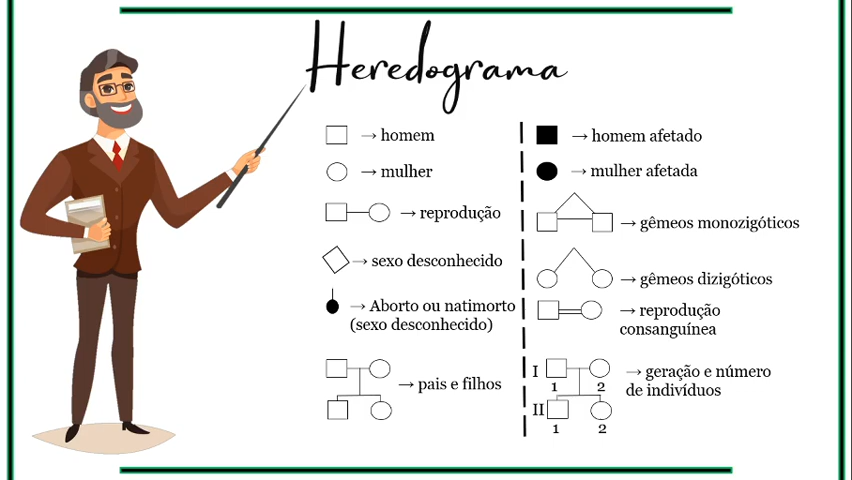 Heredograma
→ homem
→ mulher
→ reprodução
→ sexo desconhecido
→ Aborto ou natimorto
(sexo desconhecido)
→ pais e filhos
→ homem afetado
→ mulher afetada
→ gêmeos monozigóticos
→ gêmeos dizigóticos
→ reprodução
consanguínea
I
1 2
II
1 2
→ geração e número
de indivíduos